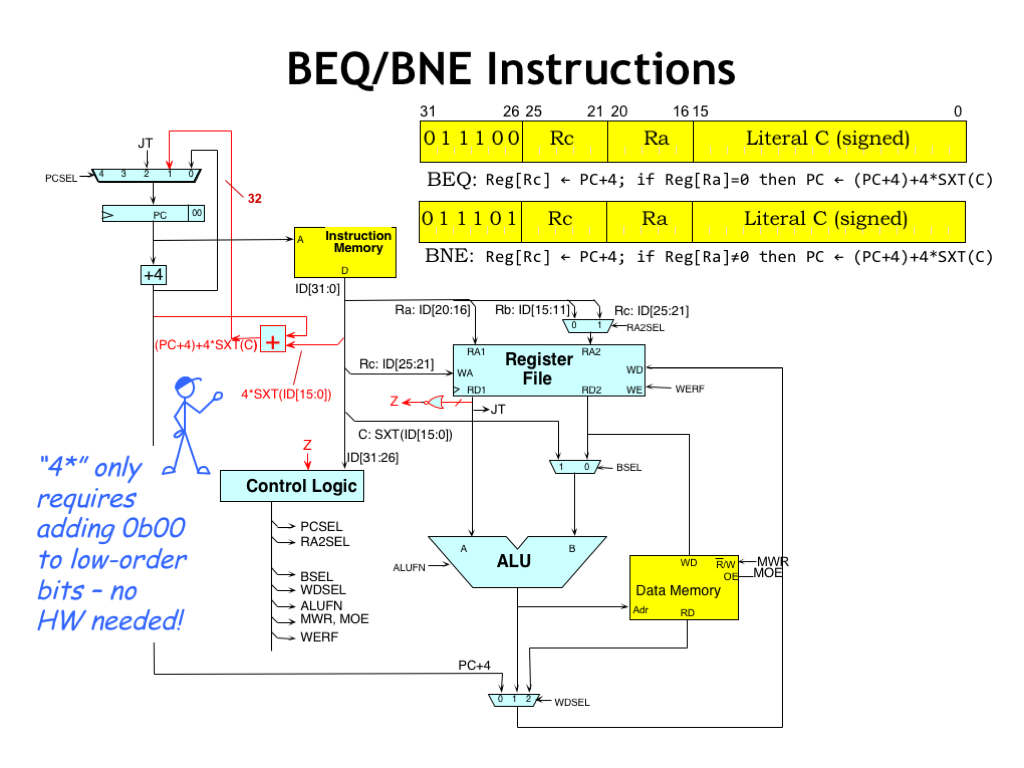 BEQ/BNE Instructions
31 26 25 21 20 16 15 0
0 1 1 1 0 0 Rc Ra Literal C (signed)
BEQ: Reg[Rc] ← PC+4; if Reg[Ra]=0 then PC ← (PC+4)+4*SXT(C)
0 1 1 1 0 1 Rc Ra Literal C (signed)
BNE: Reg[Rc] ← PC+4; if Reg[Ra]≠0 then PC ← (PC+4)+4*SXT(C)
JT
PCSEL 4 3 2 1 0
32
PC 00
+4
A Instruction
Memory
D
ID[31:0]
Ra: ID[20:16] Rb: ID[15:11] Rc: ID[25:21]
0 1 RA2SEL
(PC+4)+4*SXT(C) +
4*SXT(ID[15:0])
RA1 RA2
Register
File
Rc: ID[25:21] WA WD
RD1 RD2 WE WERF
Z JT
C: SXT(ID[15:0])
Z ID[31:26]
1 0 BSEL
Control Logic
PCSEL
RA2SEL
BSEL
WDSEL
ALUFN
MWR, MOE
WERF
"4*" only
requires
adding 0b00
to low-order
bits – no
HW needed!
A B
ALU
ALUFN
WD R/W MWR
OE MOE
Data Memory
Adr RD
PC+4
0 1 2 WDSEL